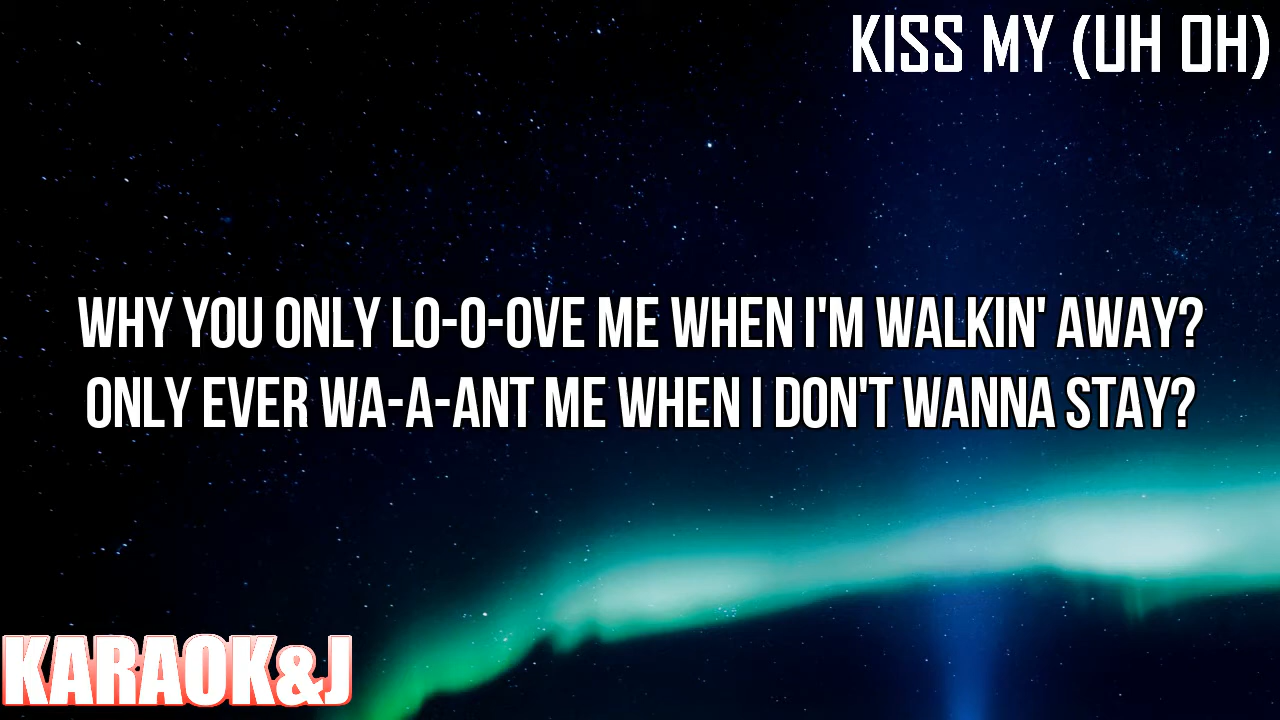 KISS MY (UH OH)
WHY YOU ONLY LO-O-OVE ME WHEN I'M WALKIN' AWAY?
ONLY EVER WA-A-ANT ME WHEN I DON'T WANNA STAY?
KARAOK&J